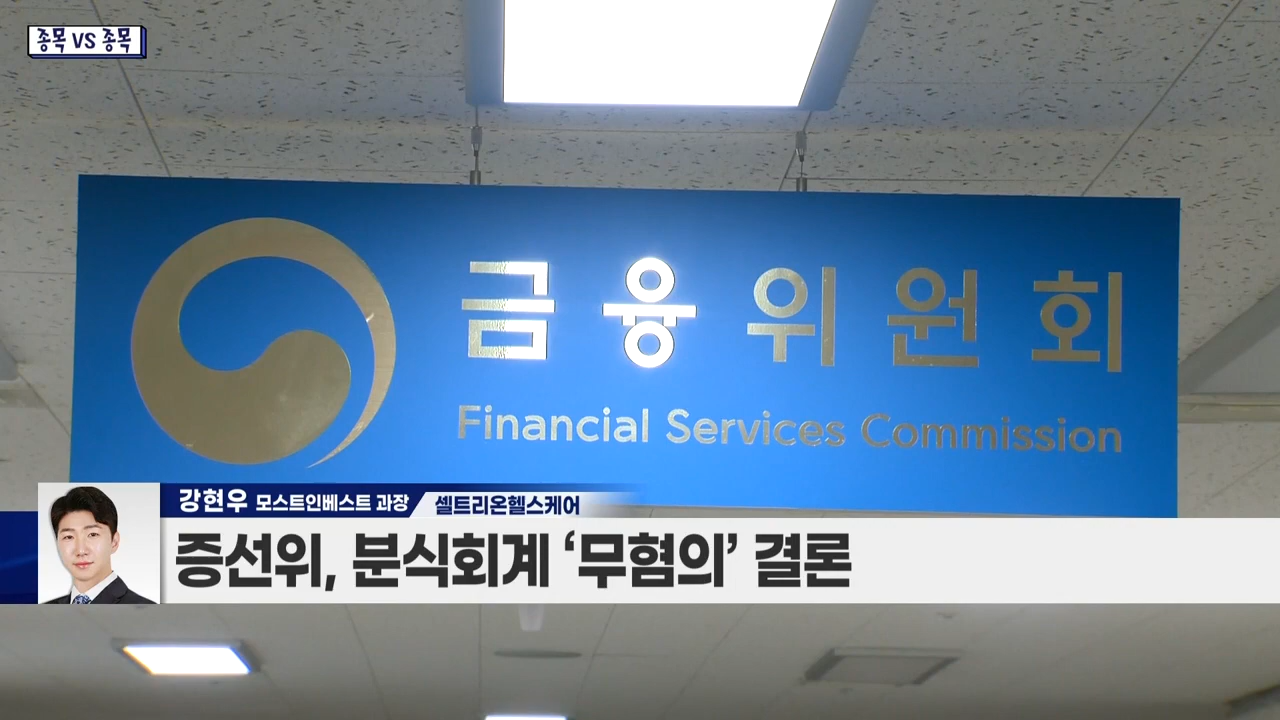 종목 VS 종목
금융위원회
Financial Services Commission
강현우 모스트인베스트 과장 셀트리온헬스케어
증선위, 분식회계 ‘무혐의’ 결론